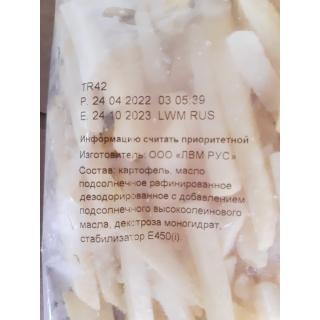 TR42
P. 24 04 2022 03 05:39
E. 24 10 2023 LWM RUS
Информацию считать приоритетной
Изготовитель: ООО «ЛВМ РУС»
Состав: картофель, масло
подсолнечное рафинированное
дезодорированное с добавлением
подсолнечного высокоолеинового
масла, декстроза моногидрат,
стабилизатор Е450(i).